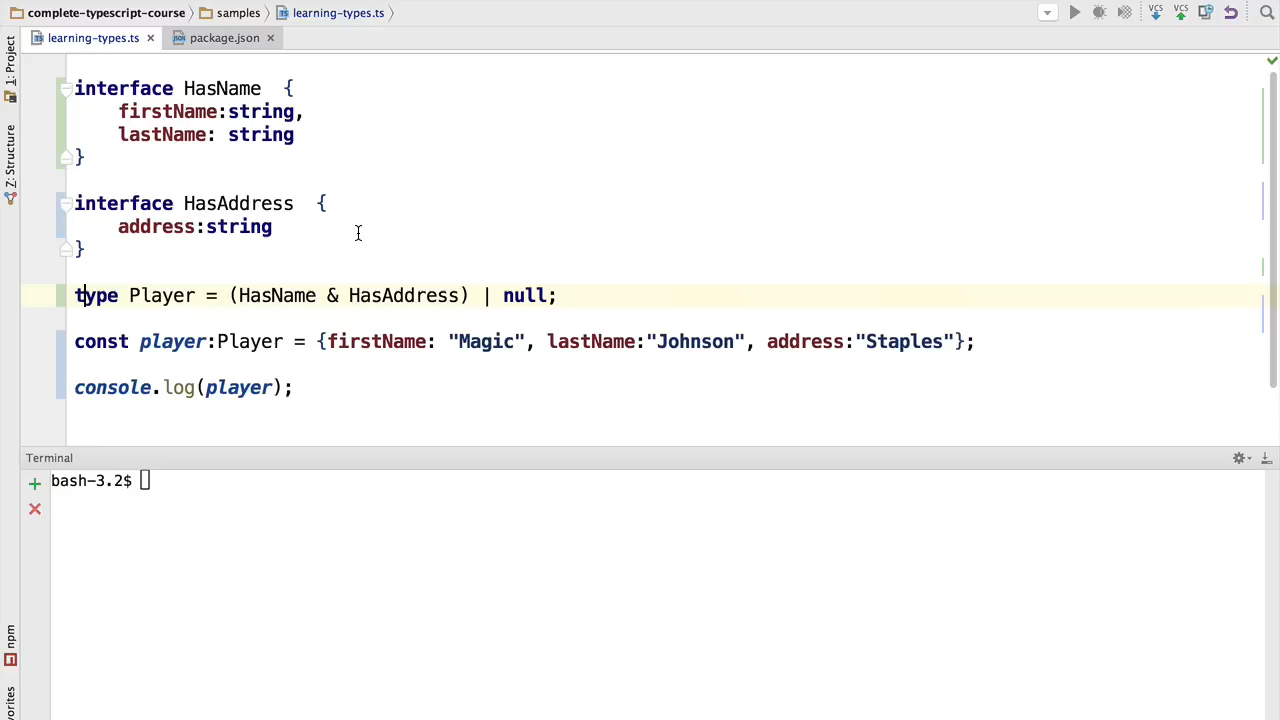 complete-typescript-course samples learning-types.ts VCS VCS
learning-types.ts package.json
1: Project
Z: Structure
interface HasName  {
    firstName:string,
    lastName: string
}
interface HasAddress  {
    address:string
}
type Player = (HasName & HasAddress) | null;
const player:Player = {firstName: "Magic", lastName:"Johnson", address:"Staples"};
console.log(player);
Terminal
bash-3.2$
npm
vorites